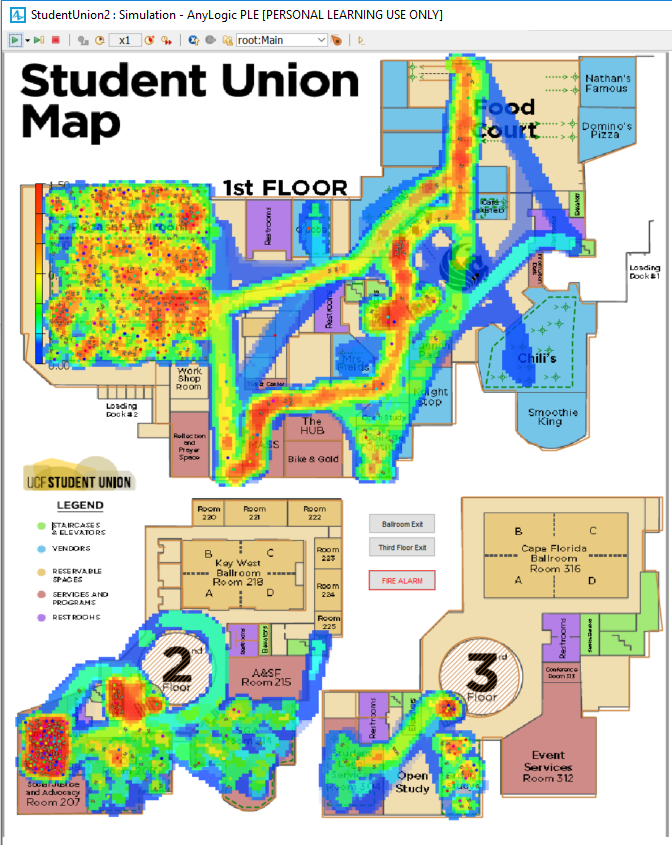 StudentUnion2 : Simulation - AnyLogic PLE [PERSONAL LEARNING USE ONLY]
x1
root:Main
Student Union
Map
1st FLOOR
Food
Court
Nathan's
Famous
Domino's
Pizza
Restrooms
1.50
0.00
Pegasus Ballroom
Loading
Dock #1
Restrooms
Mrs.
Fields
Chili's
Smoothie
King
Knight
Stop
Work
Shop
Room
Loading
Dock #2
Reflection
and
Prayer
Space
The
HUB
Bike & Gold
UCF STUDENT UNION
LEGEND
STAIRCASES
& ELEVATORS
VENDORS
RESERVABLE
SPACES
SERVICES AND
PROGRAMS
RESTROOMS
Room
220
Room
221
Room
222
B C
Key West
Ballroom
Room 218
A D
Room
223
Room
224
Room
225
Restrooms
Elevators
2nd
Floor
A&SF
Room 215
Social Justice
and Advocacy
Room 207
Ballroom Exit
Third Floor Exit
FIRE ALARM
B C
Cape Florida
Ballroom
Room 316
A D
Restrooms
3rd
Floor
Conference
Room 313
Restrooms
Open
Study
Event
Services
Room 312